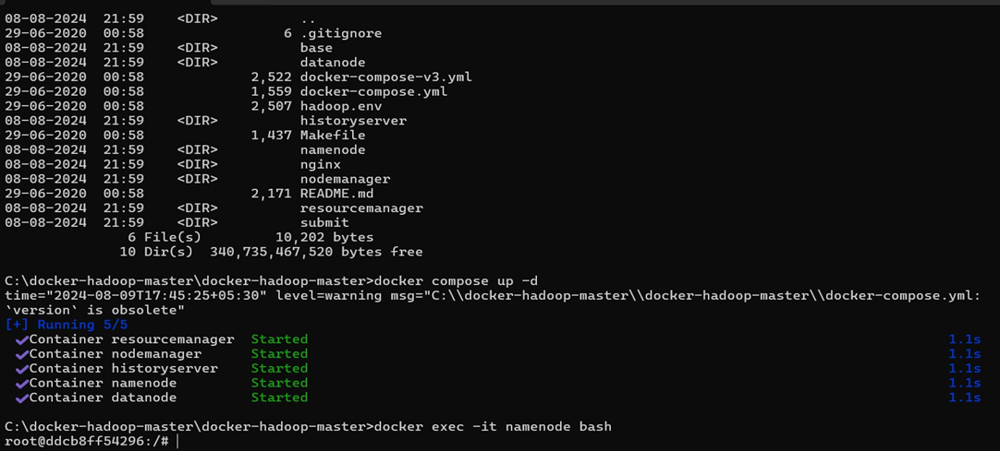 08-08-2024  21:59    <DIR>          ..
29-06-2020  00:58                 6 .gitignore
08-08-2024  21:59    <DIR>          base
08-08-2024  21:59    <DIR>          datanode
29-06-2020  00:58             2,522 docker-compose-v3.yml
29-06-2020  00:58             1,559 docker-compose.yml
29-06-2020  00:58             2,507 hadoop.env
08-08-2024  21:59    <DIR>          historyserver
29-06-2020  00:58             1,437 Makefile
08-08-2024  21:59    <DIR>          namenode
08-08-2024  21:59    <DIR>          nginx
08-08-2024  21:59    <DIR>          nodemanager
29-06-2020  00:58             2,171 README.md
08-08-2024  21:59    <DIR>          resourcemanager
08-08-2024  21:59    <DIR>          submit
6 File(s)         10,202 bytes
10 Dir(s)  340,735,467,520 bytes free
C:\docker-hadoop-master\docker-hadoop-master>docker compose up -d
time="2024-08-09T17:45:25+05:30" level=warning msg="C:\\docker-hadoop-master\\docker-hadoop-master\\docker-compose.yml:
`version` is obsolete"
[+] Running 5/5
✔Container resourcemanager  Started 1.1s
✔Container nodemanager      Started 1.1s
✔Container historyserver    Started 1.1s
✔Container namenode         Started 1.1s
✔Container datanode         Started 1.1s
C:\docker-hadoop-master\docker-hadoop-master>docker exec -it namenode bash
root@ddcb8ff54296:/#